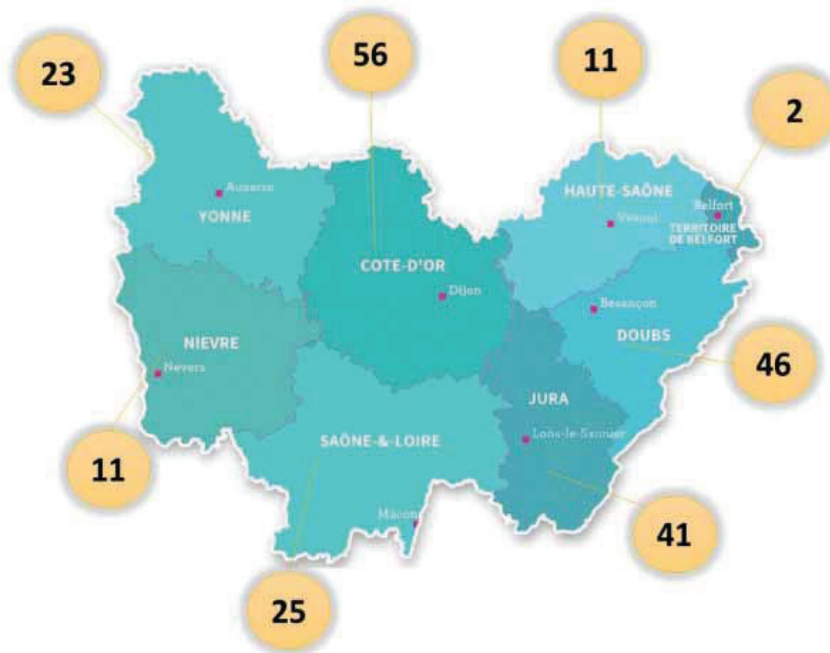 56
11
23
2
HAUTE-SAÔNE
Auxerre
Belfort
YONNE
Vesoul
TERRITOIRE
DE BELFORT
COTE-D'OR
Dijon
Besançon
DOUBS
NIEVRE
46
Nevers
JURA
SAÔNE-&-LOIRE
Lons-le-Saunier
11
Mâcon
41
25